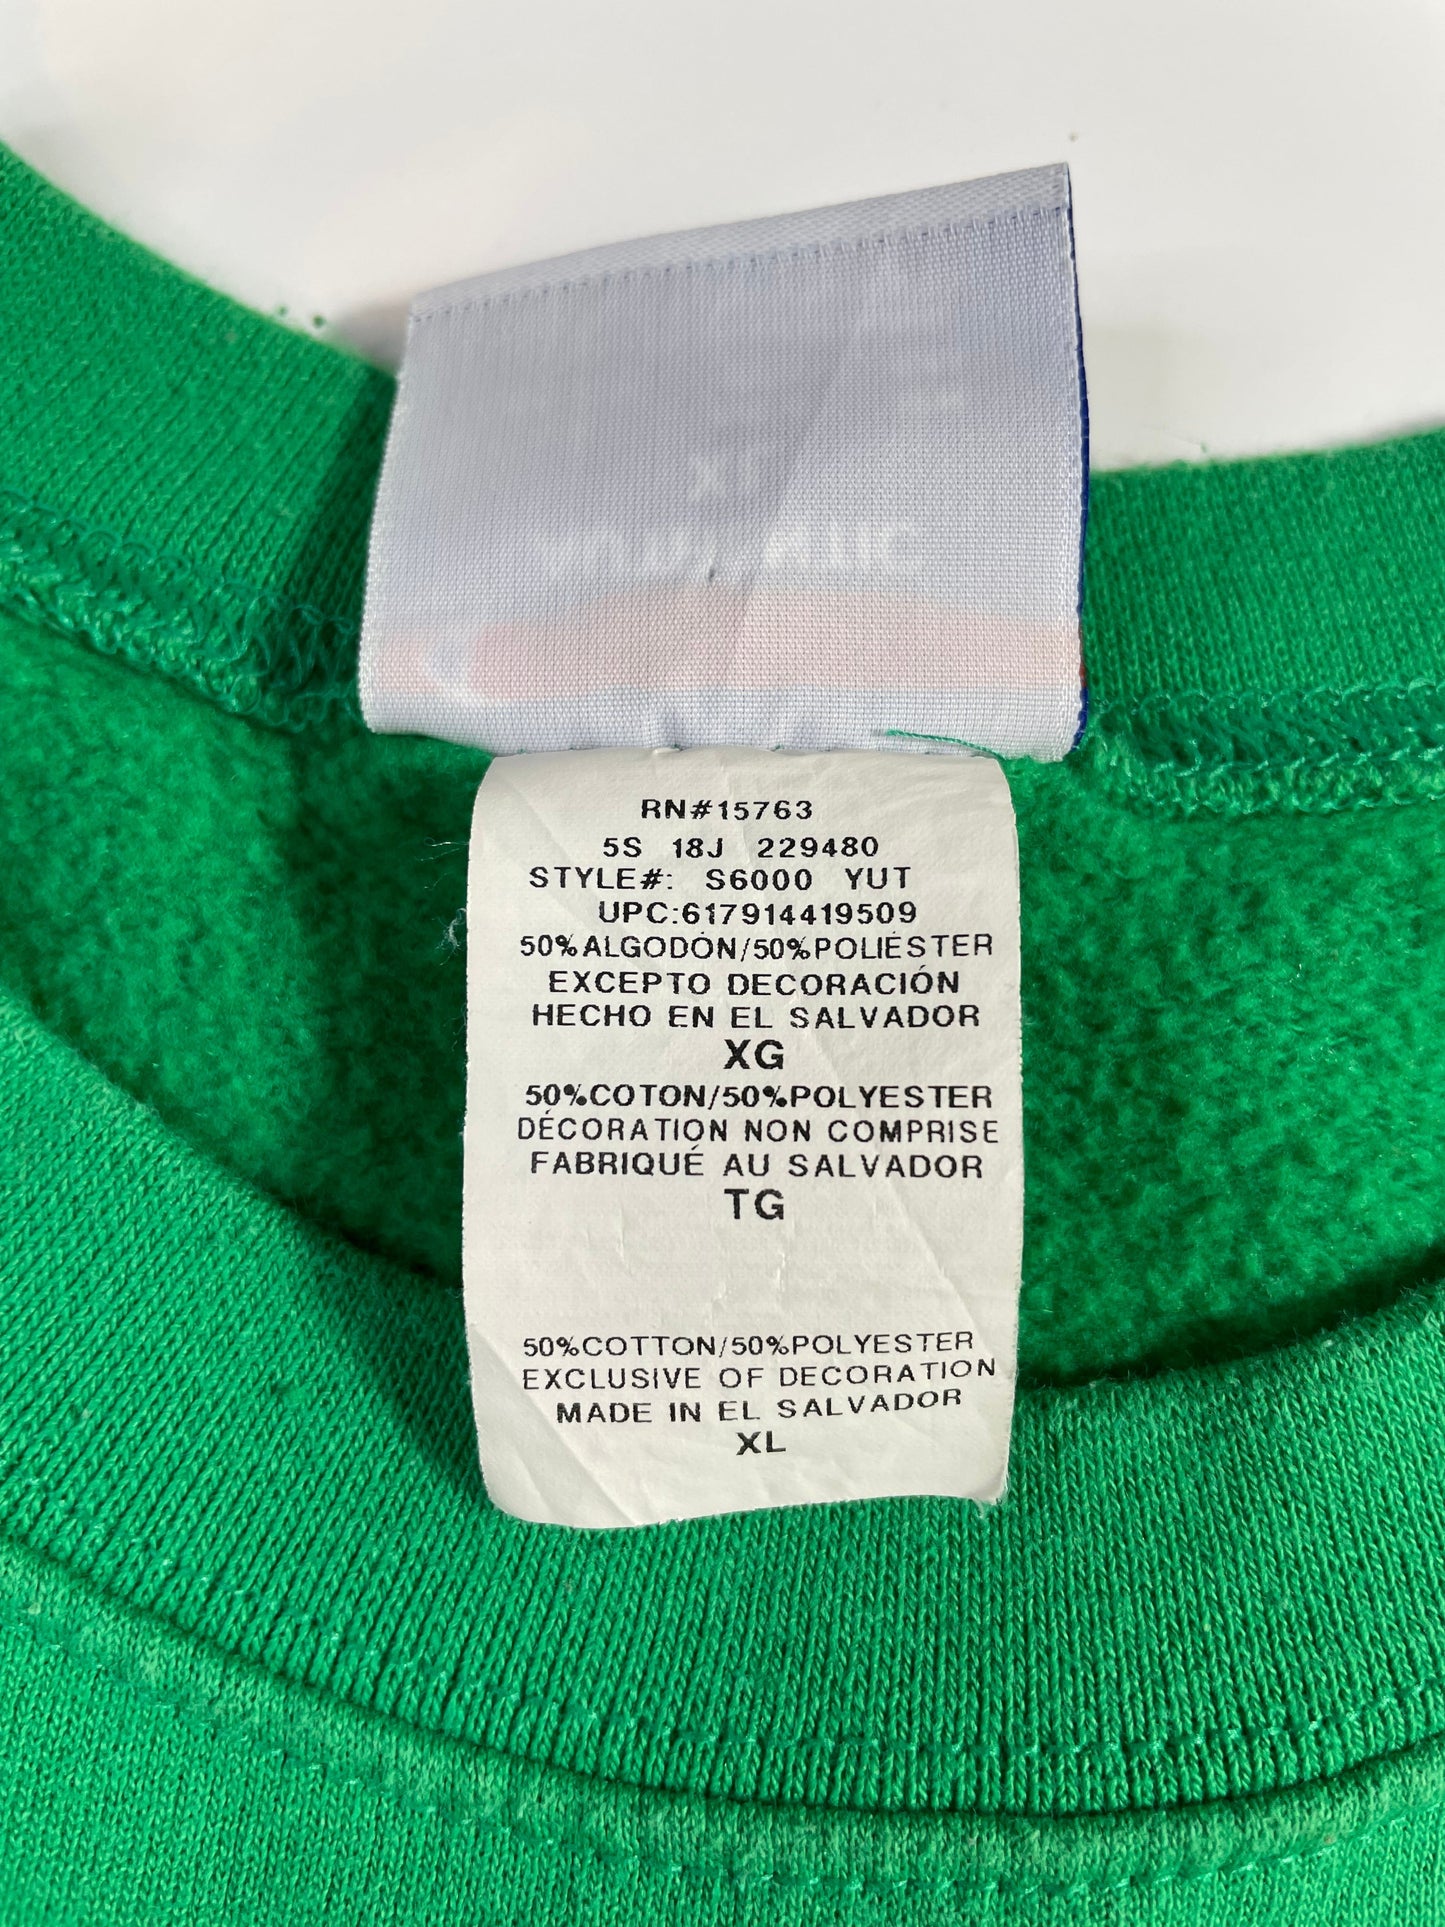 RN#15763
5S 18J 229480
STYLE#: S6000 YUT
UPC:617914419509
50%ALGODÓN/50%POLIÉSTER
EXCEPTO DECORACIÓN
HECHO EN EL SALVADOR
XG
50%COTON/50%POLYESTER
DÉCORATION NON COMPRISE
FABRIQUÉ AU SALVADOR
TG
50%COTTON/50%POLYESTER
EXCLUSIVE OF DECORATION
MADE IN EL SALVADOR
XL